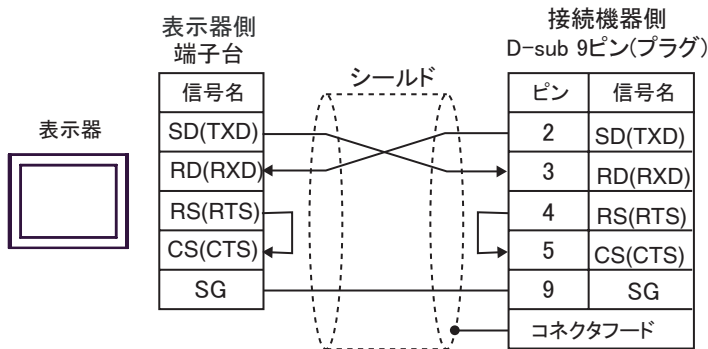 表示器側
端子台
接続機器側
D-sub 9ピン(プラグ)
シールド
表示器
信号名
ピン 信号名
SD(TXD)
2 SD(TXD)
RD(RXD)
3 RD(RXD)
RS(RTS)
4 RS(RTS)
CS(CTS)
5 CS(CTS)
SG
9 SG
コネクタフード